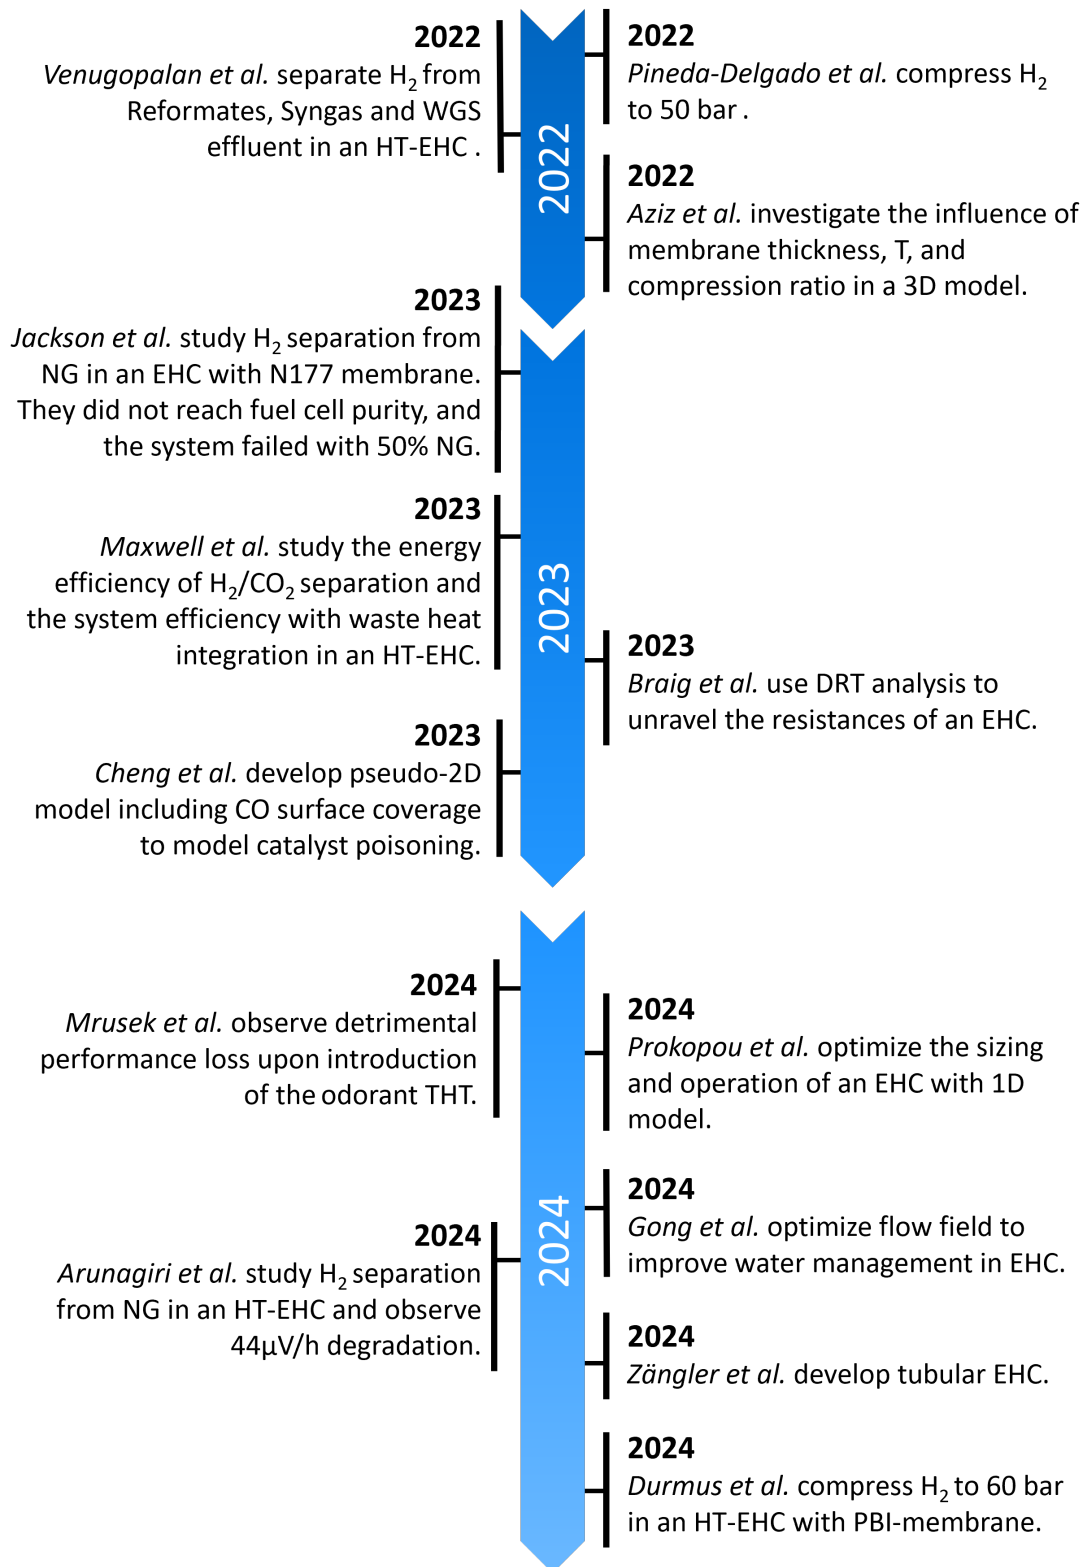 2022
Venugopalan et al. separate H₂ from
Reformates, Syngas and WGS
effluent in an HT-EHC .
2022
Pineda-Delgado et al. compress H₂
to 50 bar .
2022
2022
Aziz et al. investigate the influence of
membrane thickness, T, and
compression ratio in a 3D model.
2023
Jackson et al. study H₂ separation from
NG in an EHC with N177 membrane.
They did not reach fuel cell purity, and
the system failed with 50% NG.
2023
Maxwell et al. study the energy
efficiency of H₂/CO₂ separation and
the system efficiency with waste heat
integration in an HT-EHC.
2023
2023
Braig et al. use DRT analysis to
unravel the resistances of an EHC.
2023
Cheng et al. develop pseudo-2D
model including CO surface coverage
to model catalyst poisoning.
2024
Mrusek et al. observe detrimental
performance loss upon introduction
of the odorant THT.
2024
Prokopou et al. optimize the sizing
and operation of an EHC with 1D
model.
2024
Gong et al. optimize flow field to
improve water management in EHC.
2024
2024
Arunagiri et al. study H₂ separation
from NG in an HT-EHC and observe
44µV/h degradation.
2024
Zängler et al. develop tubular EHC.
2024
Durmus et al. compress H₂ to 60 bar
in an HT-EHC with PBI-membrane.